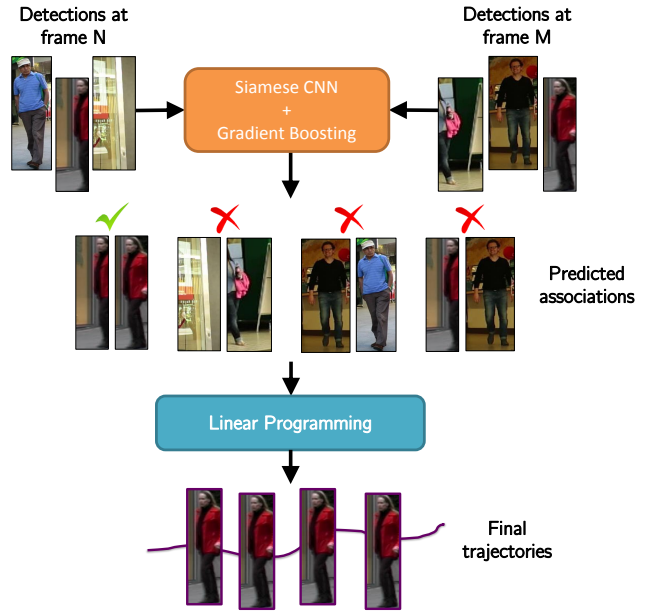 Detections at
frame N
Detections at
frame M
Siamese CNN
+
Gradient Boosting
Predicted
associations
Linear Programming
Final
trajectories